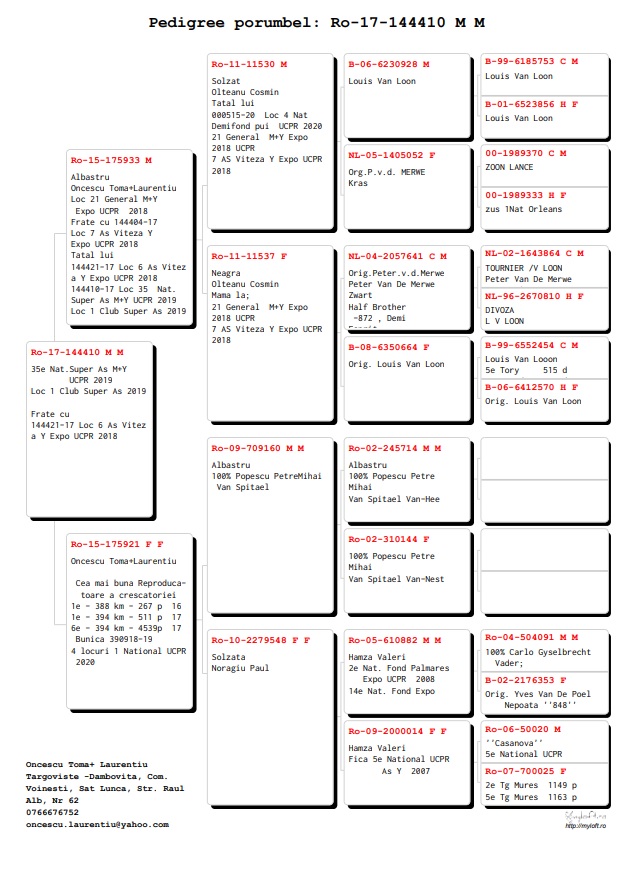 Pedigree porumbel: Ro-17-144410 M M
Ro-17-144410 M M
35e Nat.Super As M+Y
UCPR 2019
Loc 1 Club Super As 2019
Frate cu
144421-17 Loc 6 As Vitez
a Y Expo UCPR 2018
Ro-15-175933 M
Albastru
Oncescu Toma+Laurentiu
Loc 21 General M+Y
Expo UCPR 2018
Frate cu 144404-17
Loc 7 As Viteza Y
Expo UCPR 2018
Tatal lui
144421-17 Loc 6 As Vitez
a Y Expo UCPR 2018
144410-17 Loc 35 Nat.
Super As M+Y UCPR 2019
Loc 1 Club Super As 2019
Ro-15-175921 F F
Oncescu Toma+Laurentiu
Cea mai buna Reproduca-
toare a crescatoriei
1e - 388 km - 267 p 16
1e - 394 km - 511 p 17
6e - 394 km - 4539p 17
Bunica 390918-19
4 locuri 1 National UCPR
2020
Ro-11-11530 M
Solzat
Olteanu Cosmin
Tatal lui
000515-20 Loc 4 Nat
Demifond pui UCPR 2020
21 General M+Y Expo
2018 UCPR
7 AS Viteza Y Expo UCPR
2018
Ro-11-11537 F
Neagra
Olteanu Cosmin
Mama la;
21 General M+Y Expo
2018 UCPR
7 AS Viteza Y Expo UCPR
2018
Ro-09-709160 M M
Albastru
100% Popescu PetreMihai
Van Spitael
Ro-10-2279548 F F
Solzata
Noragiu Paul
B-06-6230928 M
Louis Van Loon
NL-05-1405052 F
Org.P.v.d. MERWE
Kras
NL-04-2057641 C M
Orig.Peter.v.d.Merwe
Peter Van De Merwe
Zwart
Half Brother
-872 , Demi
B-08-6350664 F
Orig. Louis Van Loon
Ro-02-245714 M M
Albastru
100% Popescu Petre
Mihai
Van Spitael Van-Hee
Ro-02-310144 F
100% Popescu Petre
Mihai
Van Spitael Van-Nest
Ro-05-610882 M M
Hamza Valeri
2e Nat. Fond Palmares
Expo UCPR 2008
14e Nat. Fond Expo
Ro-09-2000014 F F
Hamza Valeri
Fica 5e National UCPR
As Y 2007
B-99-6185753 C M
Louis Van Loon
B-01-6523856 H F
Louis Van Loon
00-1989370 C M
ZOON LANCE
00-1989333 H F
zus 1Nat Orleans
NL-02-1643864 C M
TOURNIER /V LOON
Peter Van De Merwe
NL-96-2670810 H F
DIVOZA
L V LOON
B-99-6552454 C M
Louis Van Looon
5e Tory 515 d
B-06-6412570 H F
Orig. Louis Van Loon
Ro-04-504091 M M
100% Carlo Gyselbrecht
Vader;
B-02-2176353 F
Orig. Yves Van De Poel
Nepoata ''848''
Ro-06-50020 M
''Casanova''
5e National UCPR
Ro-07-700025 F
2e Tg Mures 1149 p
5e Tg Mures 1163 p
Oncescu Toma+ Laurentiu
Targoviste -Dambovita, Com.
Voinesti, Sat Lunca, Str. Raul
Alb, Nr 62
0766676752
oncescu.laurentiu@yahoo.com
http://myloft.ro